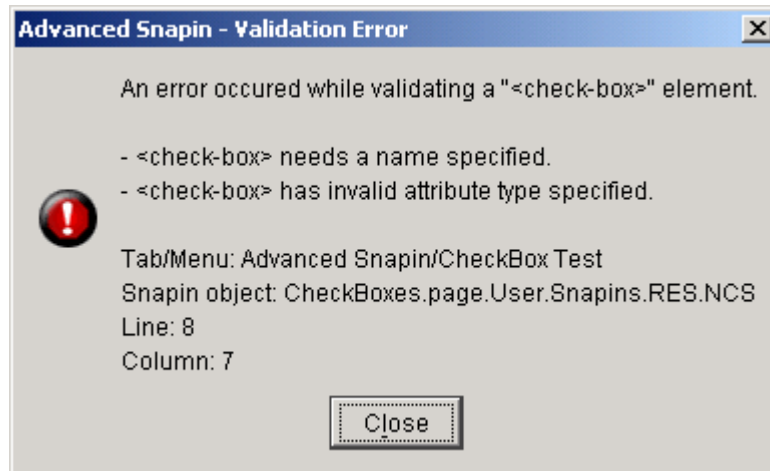 Advanced Snapin - Validation Error
An error occured while validating a "<check-box>" element.
- <check-box> needs a name specified.
- <check-box> has invalid attribute type specified.
Tab/Menu: Advanced Snapin/CheckBox Test
Snapin object: CheckBoxes.page.User.Snapins.RES.NCS
Line: 8
Column: 7
Close